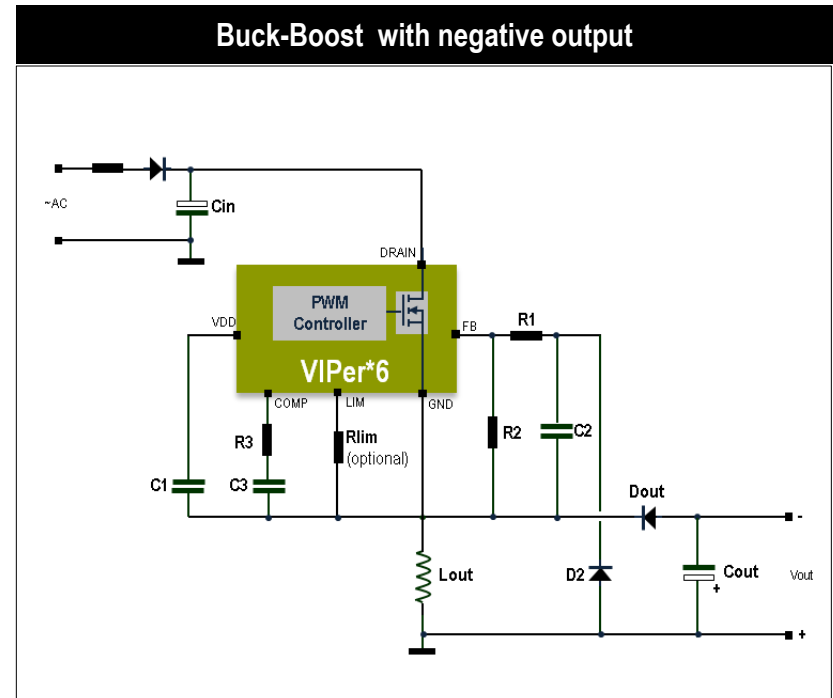 Buck-Boost with negative output
~AC
Cin
DRAIN
PWM
Controller
VDD
FB
R1
VIPer*6
COMP
LIM
GND
R3
Rlim
(optional)
R2
C2
C1
C3
Dout
-
Lout
D2
Cout
Vout
+
+